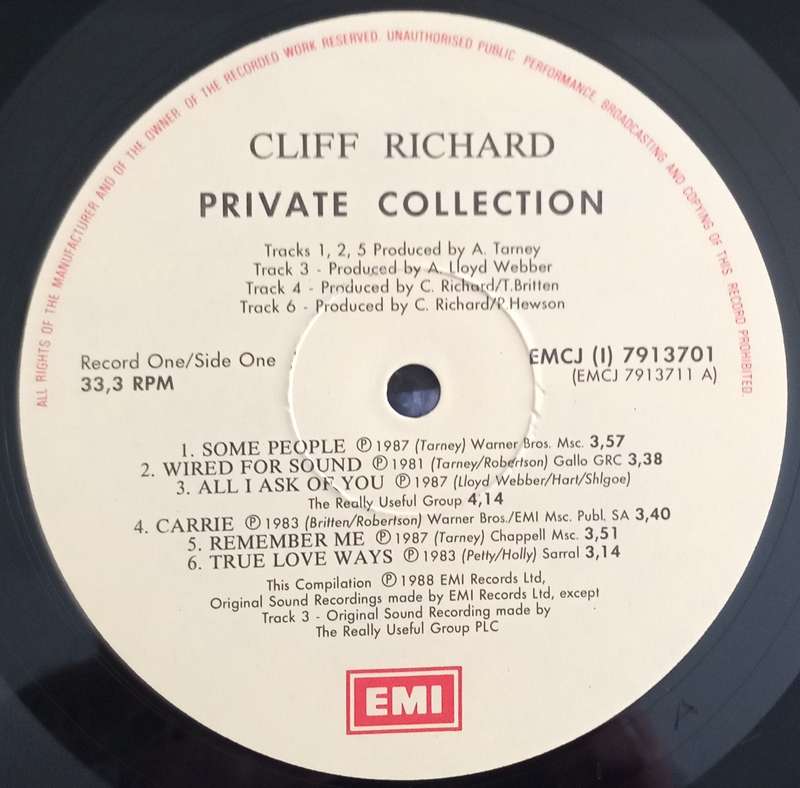 ALL RIGHTS OF THE MANUFACTURER AND OF THE OWNER OF THE RECORDED WORK RESERVED. UNAUTHORISED PUBLIC PERFORMANCE, BROADCASTING AND COPYING OF THIS RECORD PROHIBITED.
CLIFF RICHARD
PRIVATE COLLECTION
Tracks 1, 2, 5 Produced by A. Tarney
Track 3 - Produced by A. Lloyd Webber
Track 4 - Produced by C. Richard/T.Britten
Track 6 - Produced by C. Richard/P.Hewson
Record One/Side One
33,3 RPM
EMCJ (I) 7913701
(EMCJ 7913711 A)
1. SOME PEOPLE ℗ 1987 (Tarney) Warner Bros. Msc. 3,57
2. WIRED FOR SOUND ℗ 1981 (Tarney/Robertson) Gallo GRC 3,38
3. ALL I ASK OF YOU ℗ 1987 (Lloyd Webber/Hart/Shlgoe)
The Really Useful Group 4,14
4. CARRIE ℗ 1983 (Britten/Robertson) Warner Bros./EMI Msc. Publ. SA 3,40
5. REMEMBER ME ℗ 1987 (Tarney) Chappell Msc. 3,51
6. TRUE LOVE WAYS ℗ 1983 (Petty/Holly) Sarral 3,14
This Compilation ℗ 1988 EMI Records Ltd,
Original Sound Recordings made by EMI Records Ltd, except
Track 3 - Original Sound Recording made by
The Really Useful Group PLC
EMI